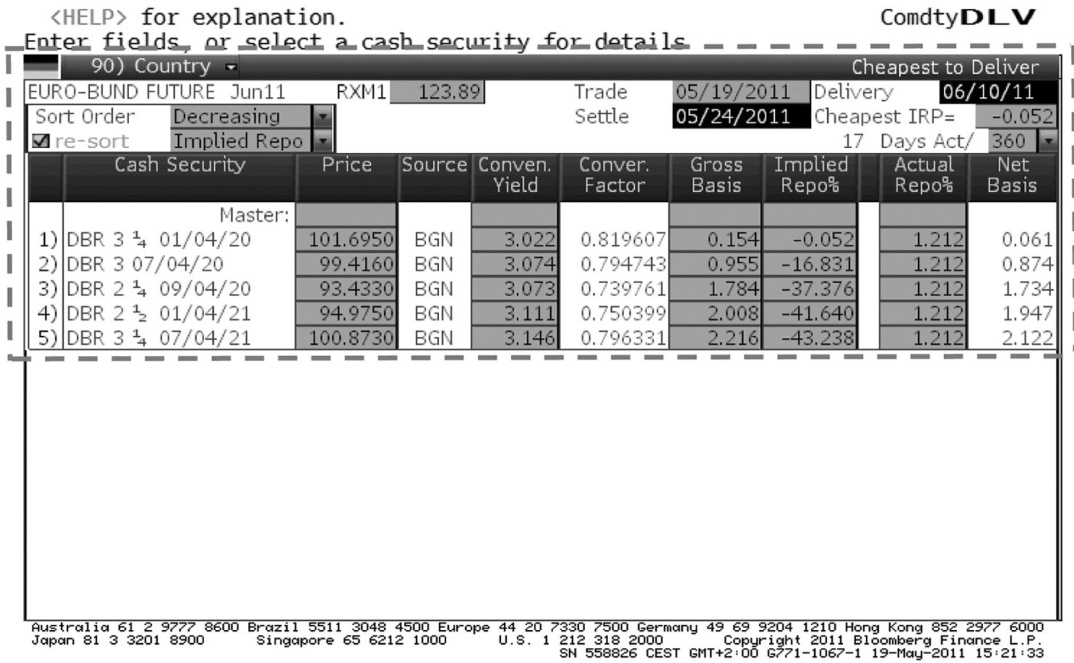 <HELP> for explanation. ComdtyDLV
Enter fields, or select a cash security for details
90) Country Cheapest to Deliver
EURO-BUND FUTURE Jun11 RXM1 123.89 Trade 05/19/2011 Delivery 06/10/11
Sort Order Decreasing Settle 05/24/2011 Cheapest IRP= -0.052
re-sort Implied Repo 17 Days Act/ 360
Cash Security Price Source Conven. Conver. Gross Implied Actual Net
Yield Factor Basis Repo% Repo% Basis
Master:
1) DBR 3 ¼ 01/04/20 101.6950 BGN 3.022 0.819607 0.154 -0.052 1.212 0.061
2) DBR 3 07/04/20 99.4160 BGN 3.074 0.794743 0.955 -16.831 1.212 0.874
3) DBR 2 ¼ 09/04/20 93.4330 BGN 3.073 0.739761 1.784 -37.376 1.212 1.734
4) DBR 2 ½ 01/04/21 94.9750 BGN 3.111 0.750399 2.008 -41.640 1.212 1.947
5) DBR 3 ¼ 07/04/21 100.8730 BGN 3.146 0.796331 2.216 -43.238 1.212 2.122
Australia 61 2 9777 8600 Brazil 5511 3048 4500 Europe 44 20 7330 7500 Germany 49 69 9204 1210 Hong Kong 852 2977 6000
Japan 81 3 3201 8900 Singapore 65 6212 1000 U.S. 1 212 318 2000 Copyright 2011 Bloomberg Finance L.P.
SN 558826 CEST GMT+2:00 G771-1067-1 19-May-2011 15:21:33